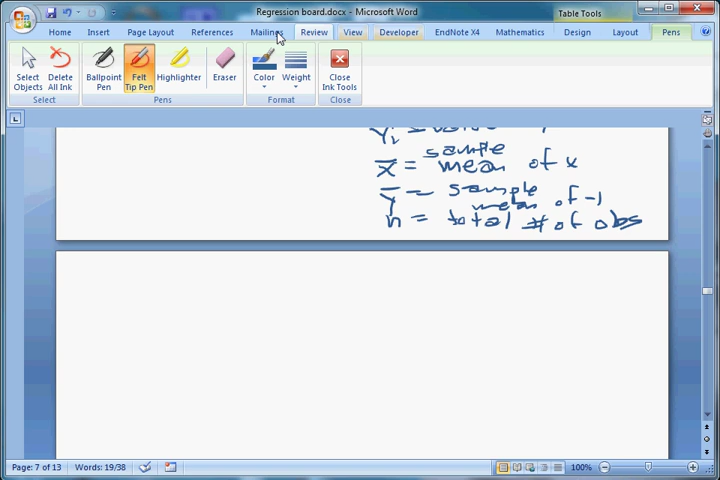 Regression board.docx - Microsoft Word
Table Tools
Home Insert Page Layout References Mailings Review View Developer EndNote X4 Mathematics Design Layout Pens
Select Objects Delete All Ink Ballpoint Pen Felt Tip Pen Highlighter Eraser Color Weight Close Ink Tools
Select Pens Format Close
sample
x̄ = mean of x
ȳ = sample
mean of y
n = total # of obs
Page: 7 of 13 Words: 19/38 100%